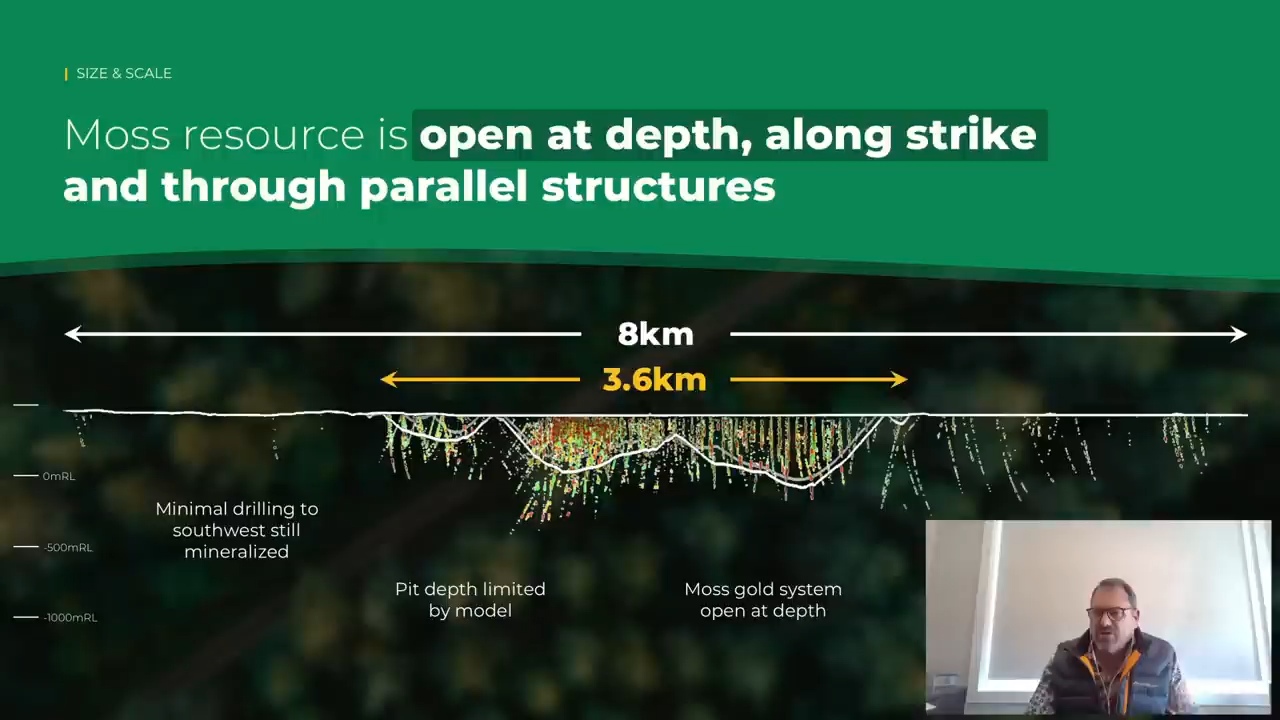 SIZE & SCALE
Moss resource is open at depth, along strike
and through parallel structures
8km
3.6km
0mRL
-500mRL
-1000mRL
Minimal drilling to
southwest still
mineralized
Pit depth limited
by model
Moss gold system
open at depth